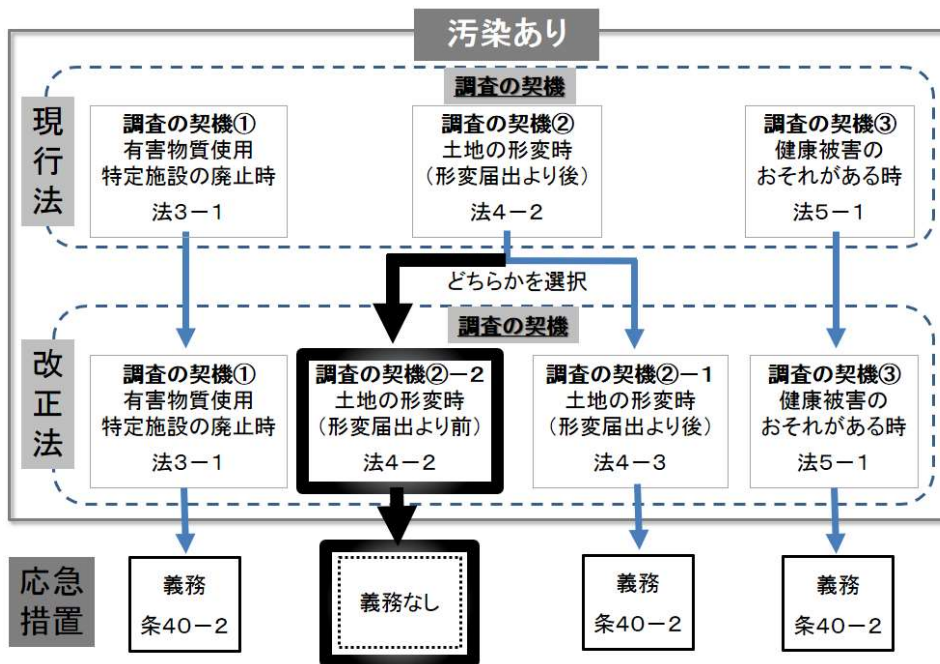 汚染あり
現行法
調査の契機
調査の契機①
有害物質使用
特定施設の廃止時
法3－1
調査の契機②
土地の形変時
（形変届出より後）
法4－2
調査の契機③
健康被害の
おそれがある時
法5－1
どちらかを選択
改正法
調査の契機
調査の契機①
有害物質使用
特定施設の廃止時
法3－1
調査の契機②－2
土地の形変時
（形変届出より前）
法4－2
調査の契機②－1
土地の形変時
（形変届出より後）
法4－3
調査の契機③
健康被害の
おそれがある時
法5－1
応急
措置
義務
条40－2
義務なし
義務
条40－2
義務
条40－2